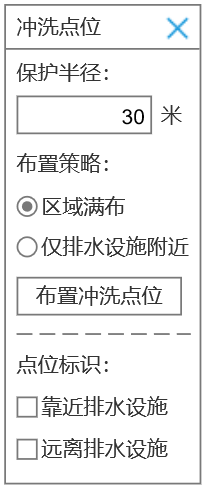 冲洗点位
保护半径：
30 米
布置策略：
区域满布
仅排水设施附近
布置冲洗点位
点位标识：
靠近排水设施
远离排水设施